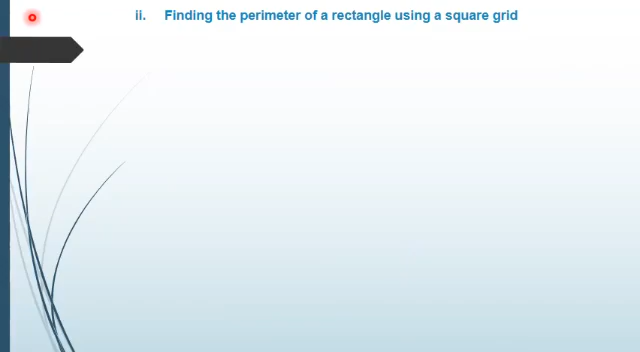 ii. Finding the perimeter of a rectangle using a square grid